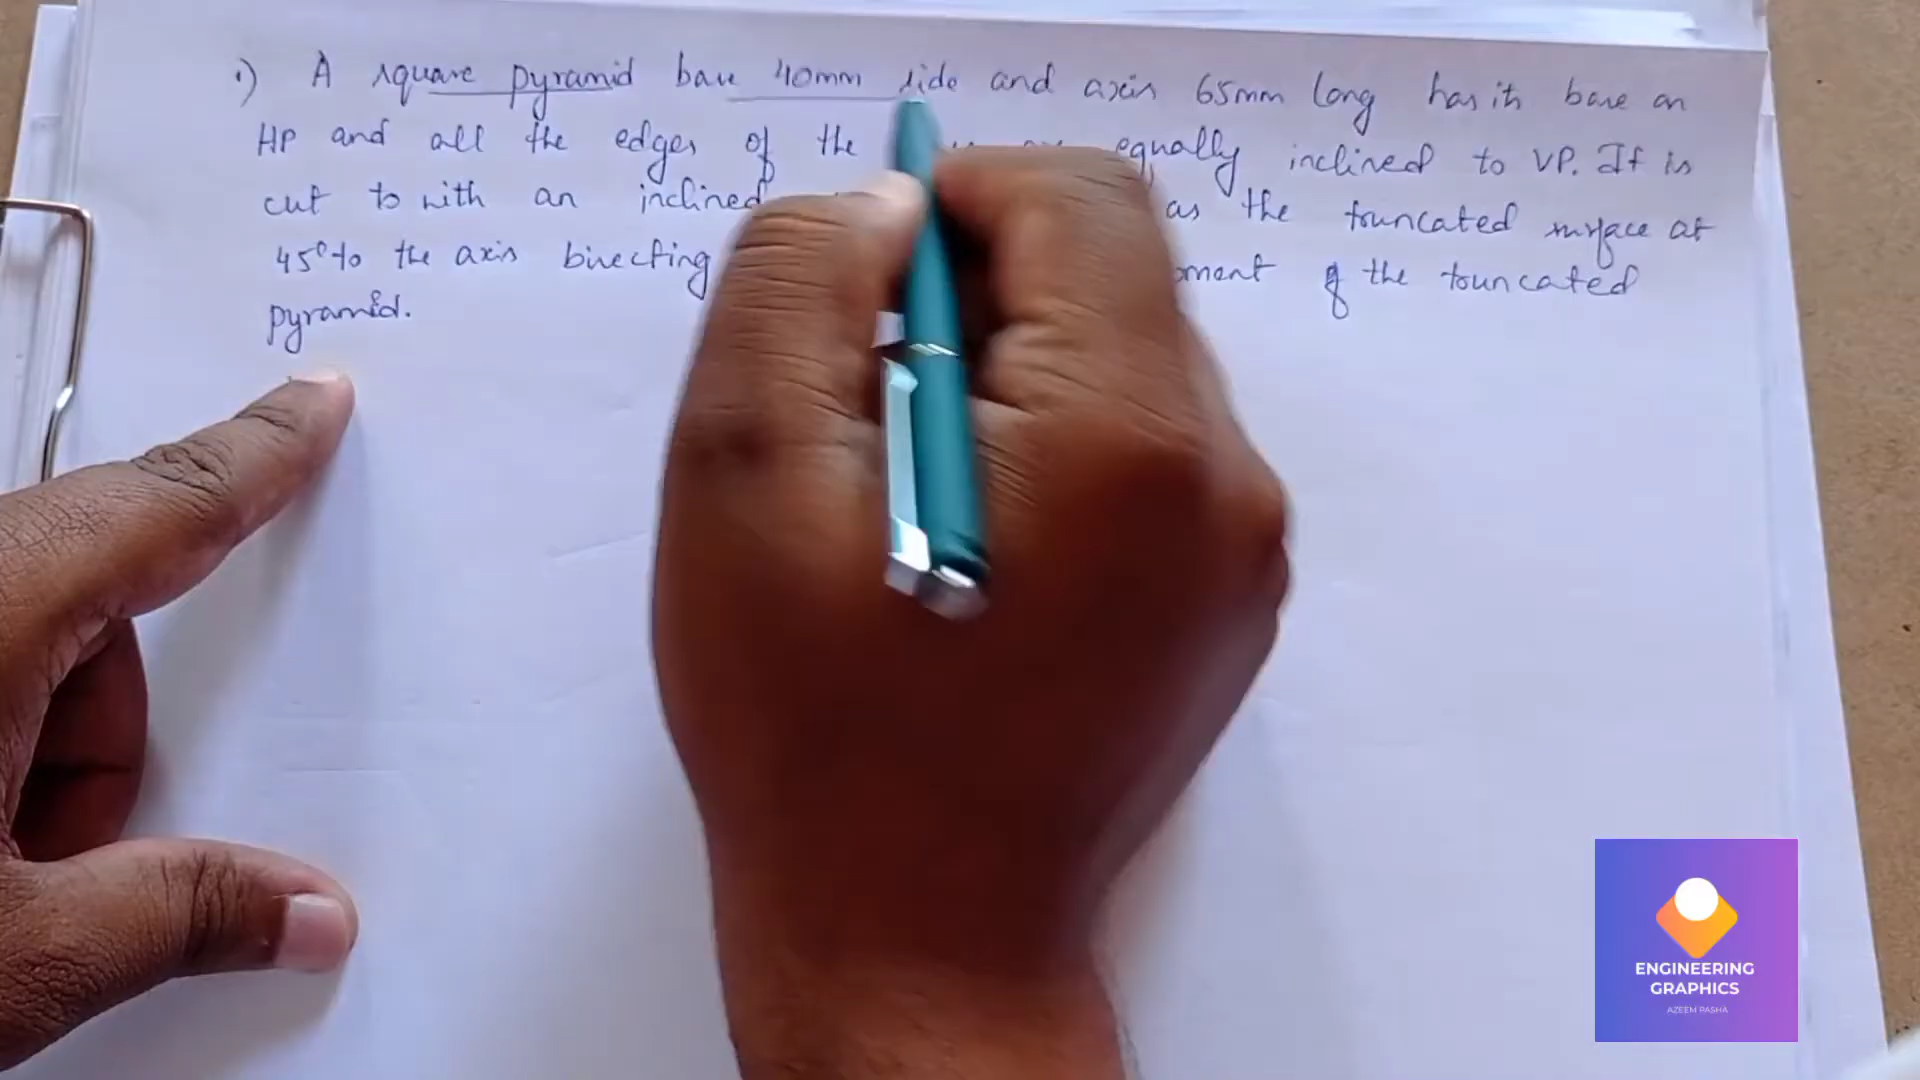 1) A square pyramid base 40mm side and axis 65mm long has its base on
HP and all the edges of the equally inclined to VP. It is
cut to with an inclined as the truncated surface at
45° to the axis bisecting of the truncated
pyramid.
ENGINEERING
GRAPHICS
AZEEM PASHA